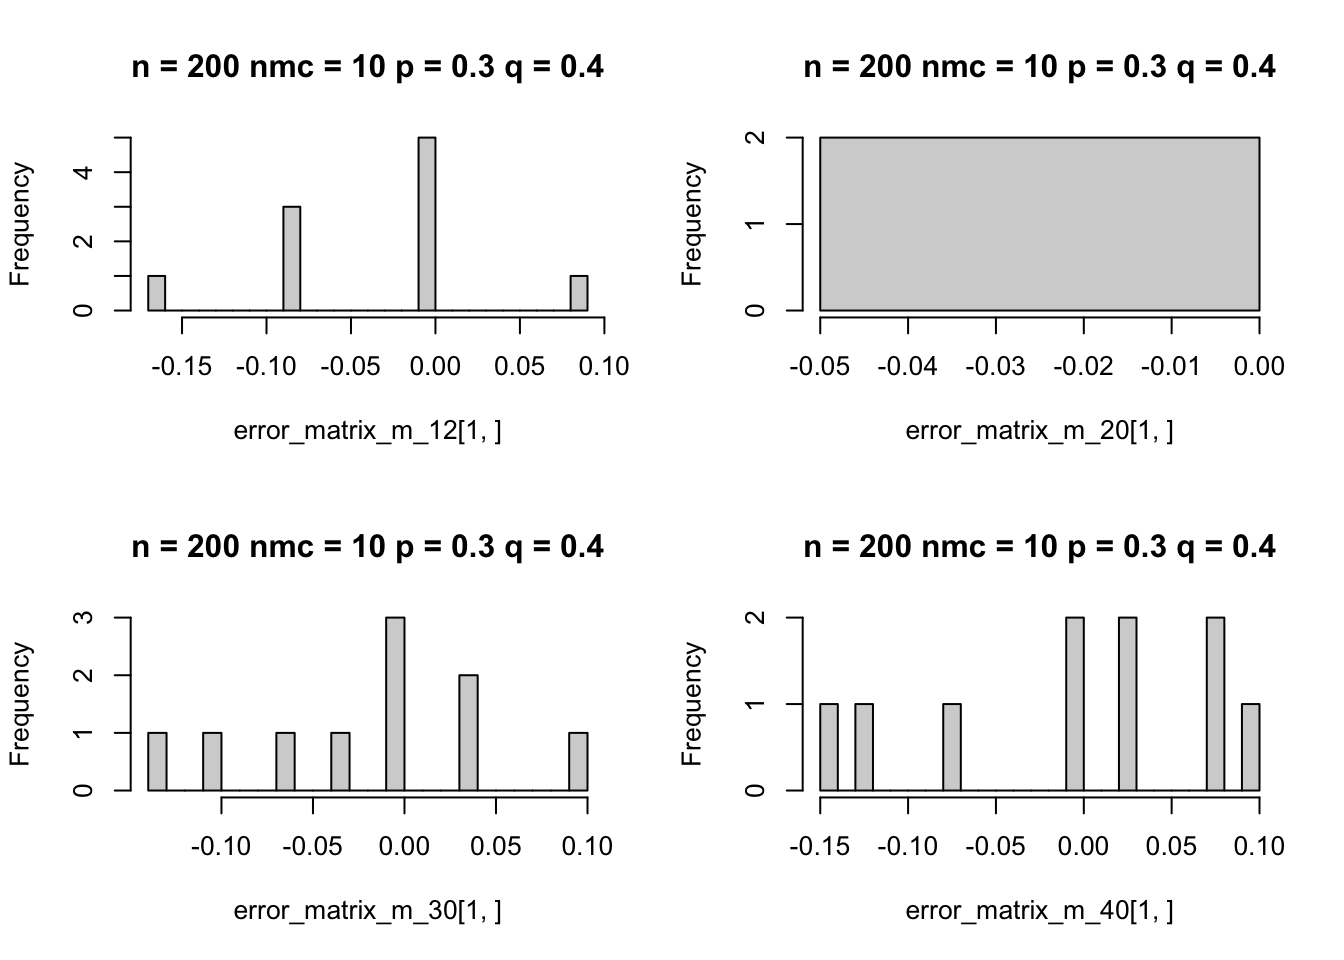 n = 200 nmc = 10 p = 0.3 q = 0.4
Frequency
0 2 4
-0.15 -0.10 -0.05 0.00 0.05 0.10
error_matrix_m_12[1, ]
n = 200 nmc = 10 p = 0.3 q = 0.4
Frequency
0 1 2
-0.05 -0.04 -0.03 -0.02 -0.01 0.00
error_matrix_m_20[1, ]
n = 200 nmc = 10 p = 0.3 q = 0.4
Frequency
0 1 2 3
-0.10 -0.05 0.00 0.05 0.10
error_matrix_m_30[1, ]
n = 200 nmc = 10 p = 0.3 q = 0.4
Frequency
0 1 2
-0.15 -0.10 -0.05 0.00 0.05 0.10
error_matrix_m_40[1, ]